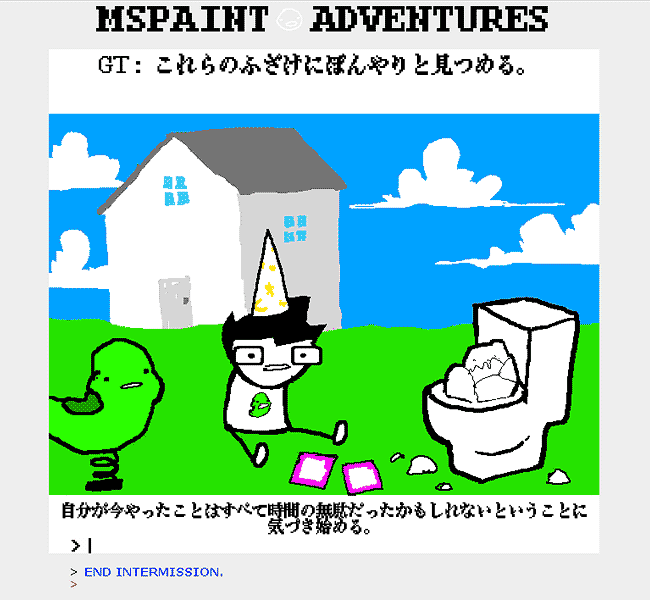 MSPAINT ADVENTURES
GT: これらのふざけにぼんやりと見つめる。
自分が今やったことはすべて時間の無駄だったかもしれないということに
気づき始める。
>
> END INTERMISSION.
>